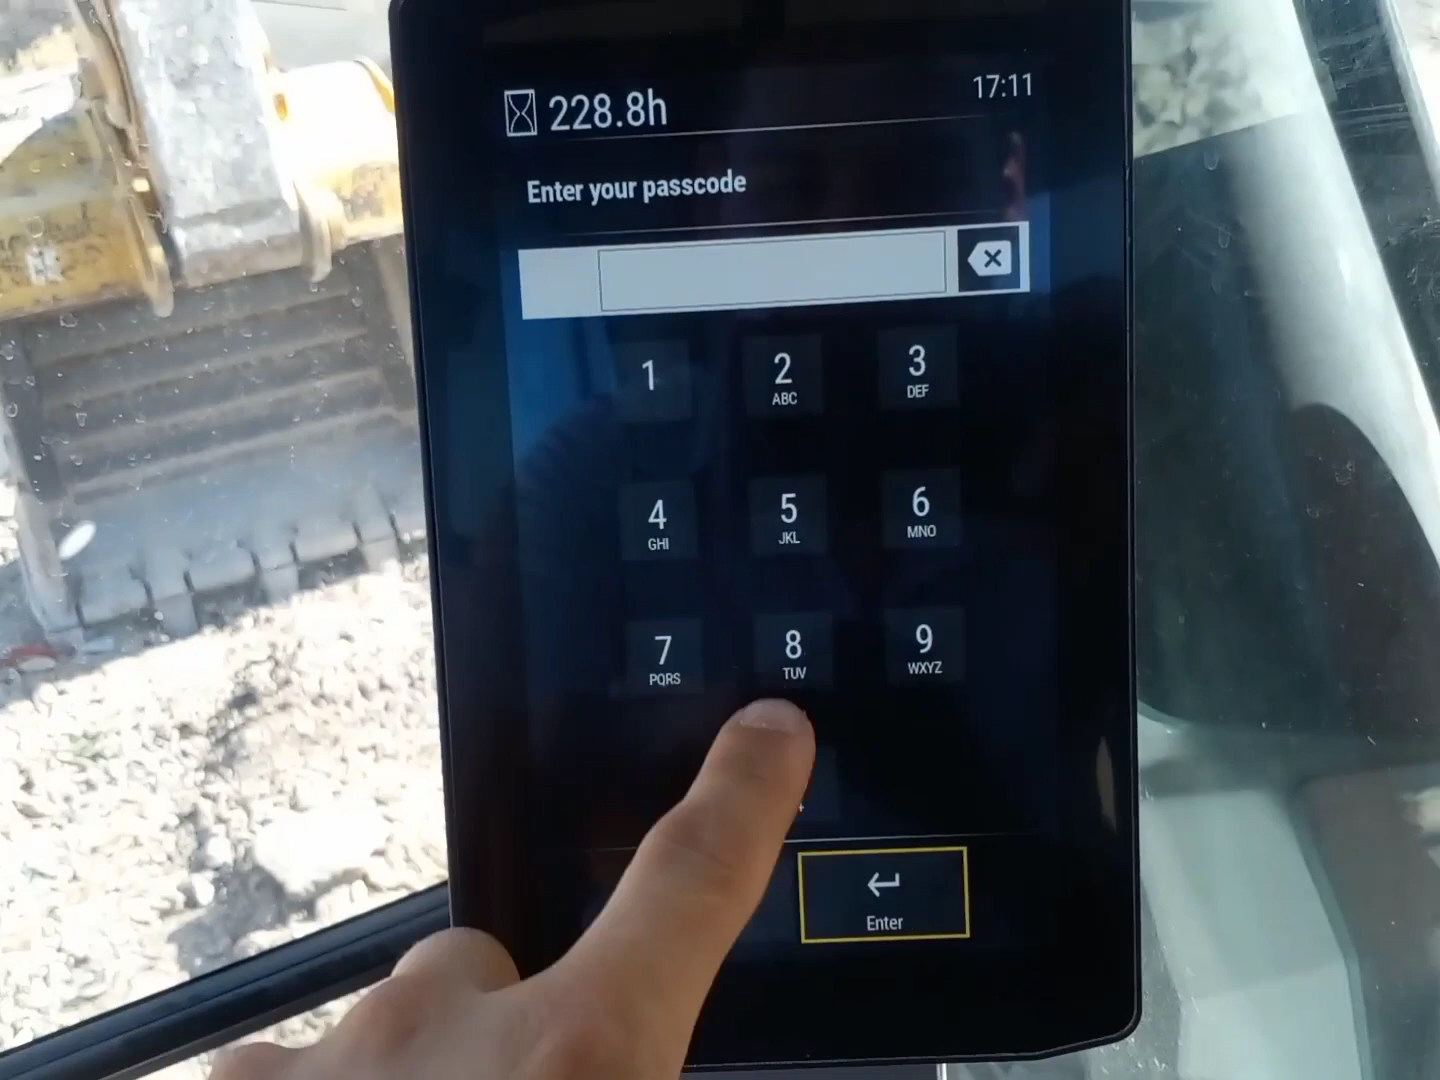 228.8h
17:11
Enter your passcode
1
2
ABC
3
DEF
4
GHI
5
JKL
6
MNO
7
PQRS
8
TUV
9
WXYZ
+
Enter